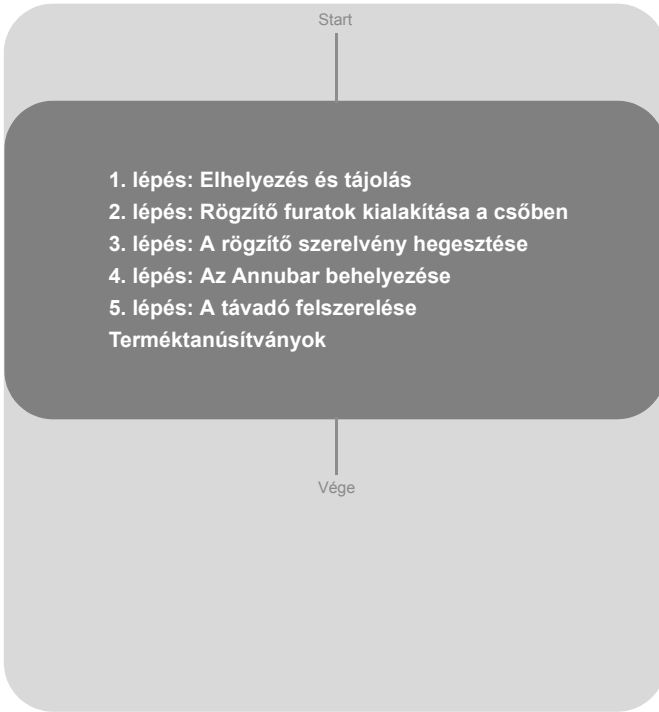 Start
1. lépés: Elhelyezés és tájolás
2. lépés: Rögzítő furatok kialakítása a csőben
3. lépés: A rögzítő szerelvény hegesztése
4. lépés: Az Annubar behelyezése
5. lépés: A távadó felszerelése
Terméktanúsítványok
Vége